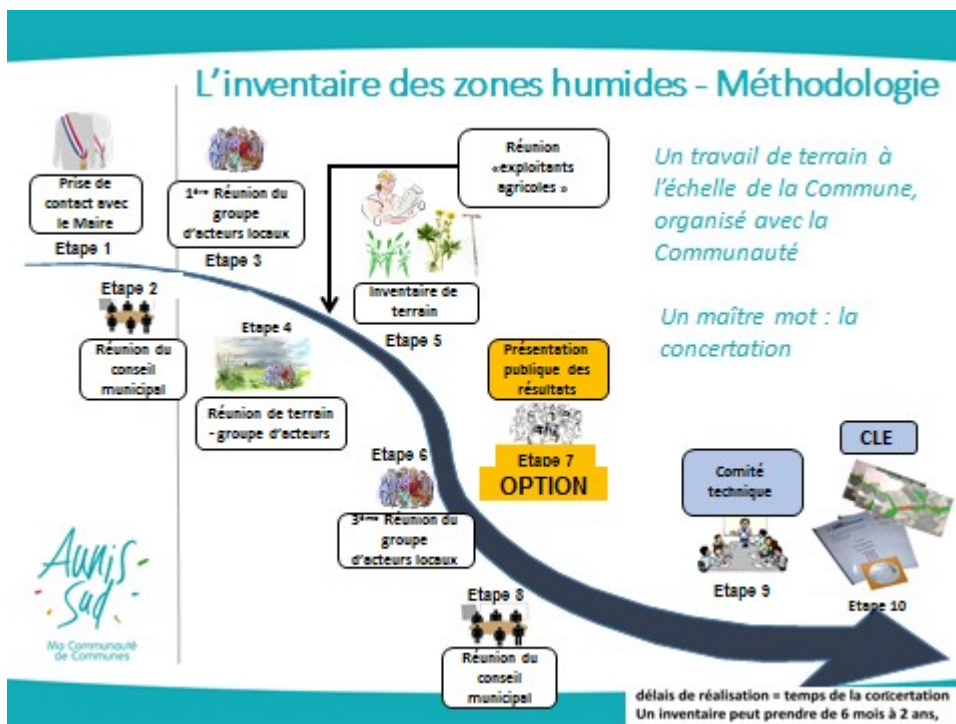 L'inventaire des zones humides - Méthodologie
Prise de
contact avec
le Maire
Etape 1
Etape 2
Réunion du
conseil
municipal
1ère Réunion du
groupe
d'acteurs locaux
Etape 3
Etape 4
Réunion de terrain
- groupe d'acteurs
Réunion
«exploitants
agricoles »
Inventaire de
terrain
Etape 5
Etape 6
3ème Réunion du
groupe
d'acteurs locaux
Présentation
publique des
résultats
Etape 7
OPTION
Etape 8
Réunion du
conseil
municipal
Comité
technique
Etape 9
CLE
Etape 10
Un travail de terrain à
l'échelle de la Commune,
organisé avec la
Communauté
Un maître mot : la
concertation
Aunis
Sud
Ma Communauté
de Communes
délais de réalisation = temps de la concertation
Un inventaire peut prendre de 6 mois à 2 ans,